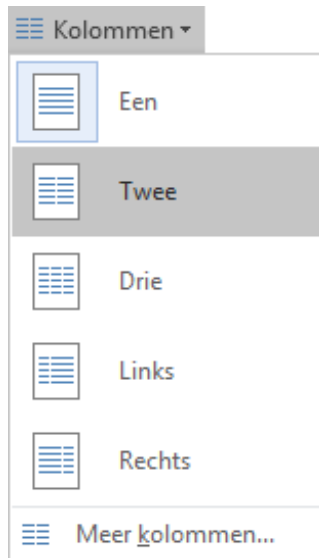 Kolommen
Een
Twee
Drie
Links
Rechts
Meer kolommen...